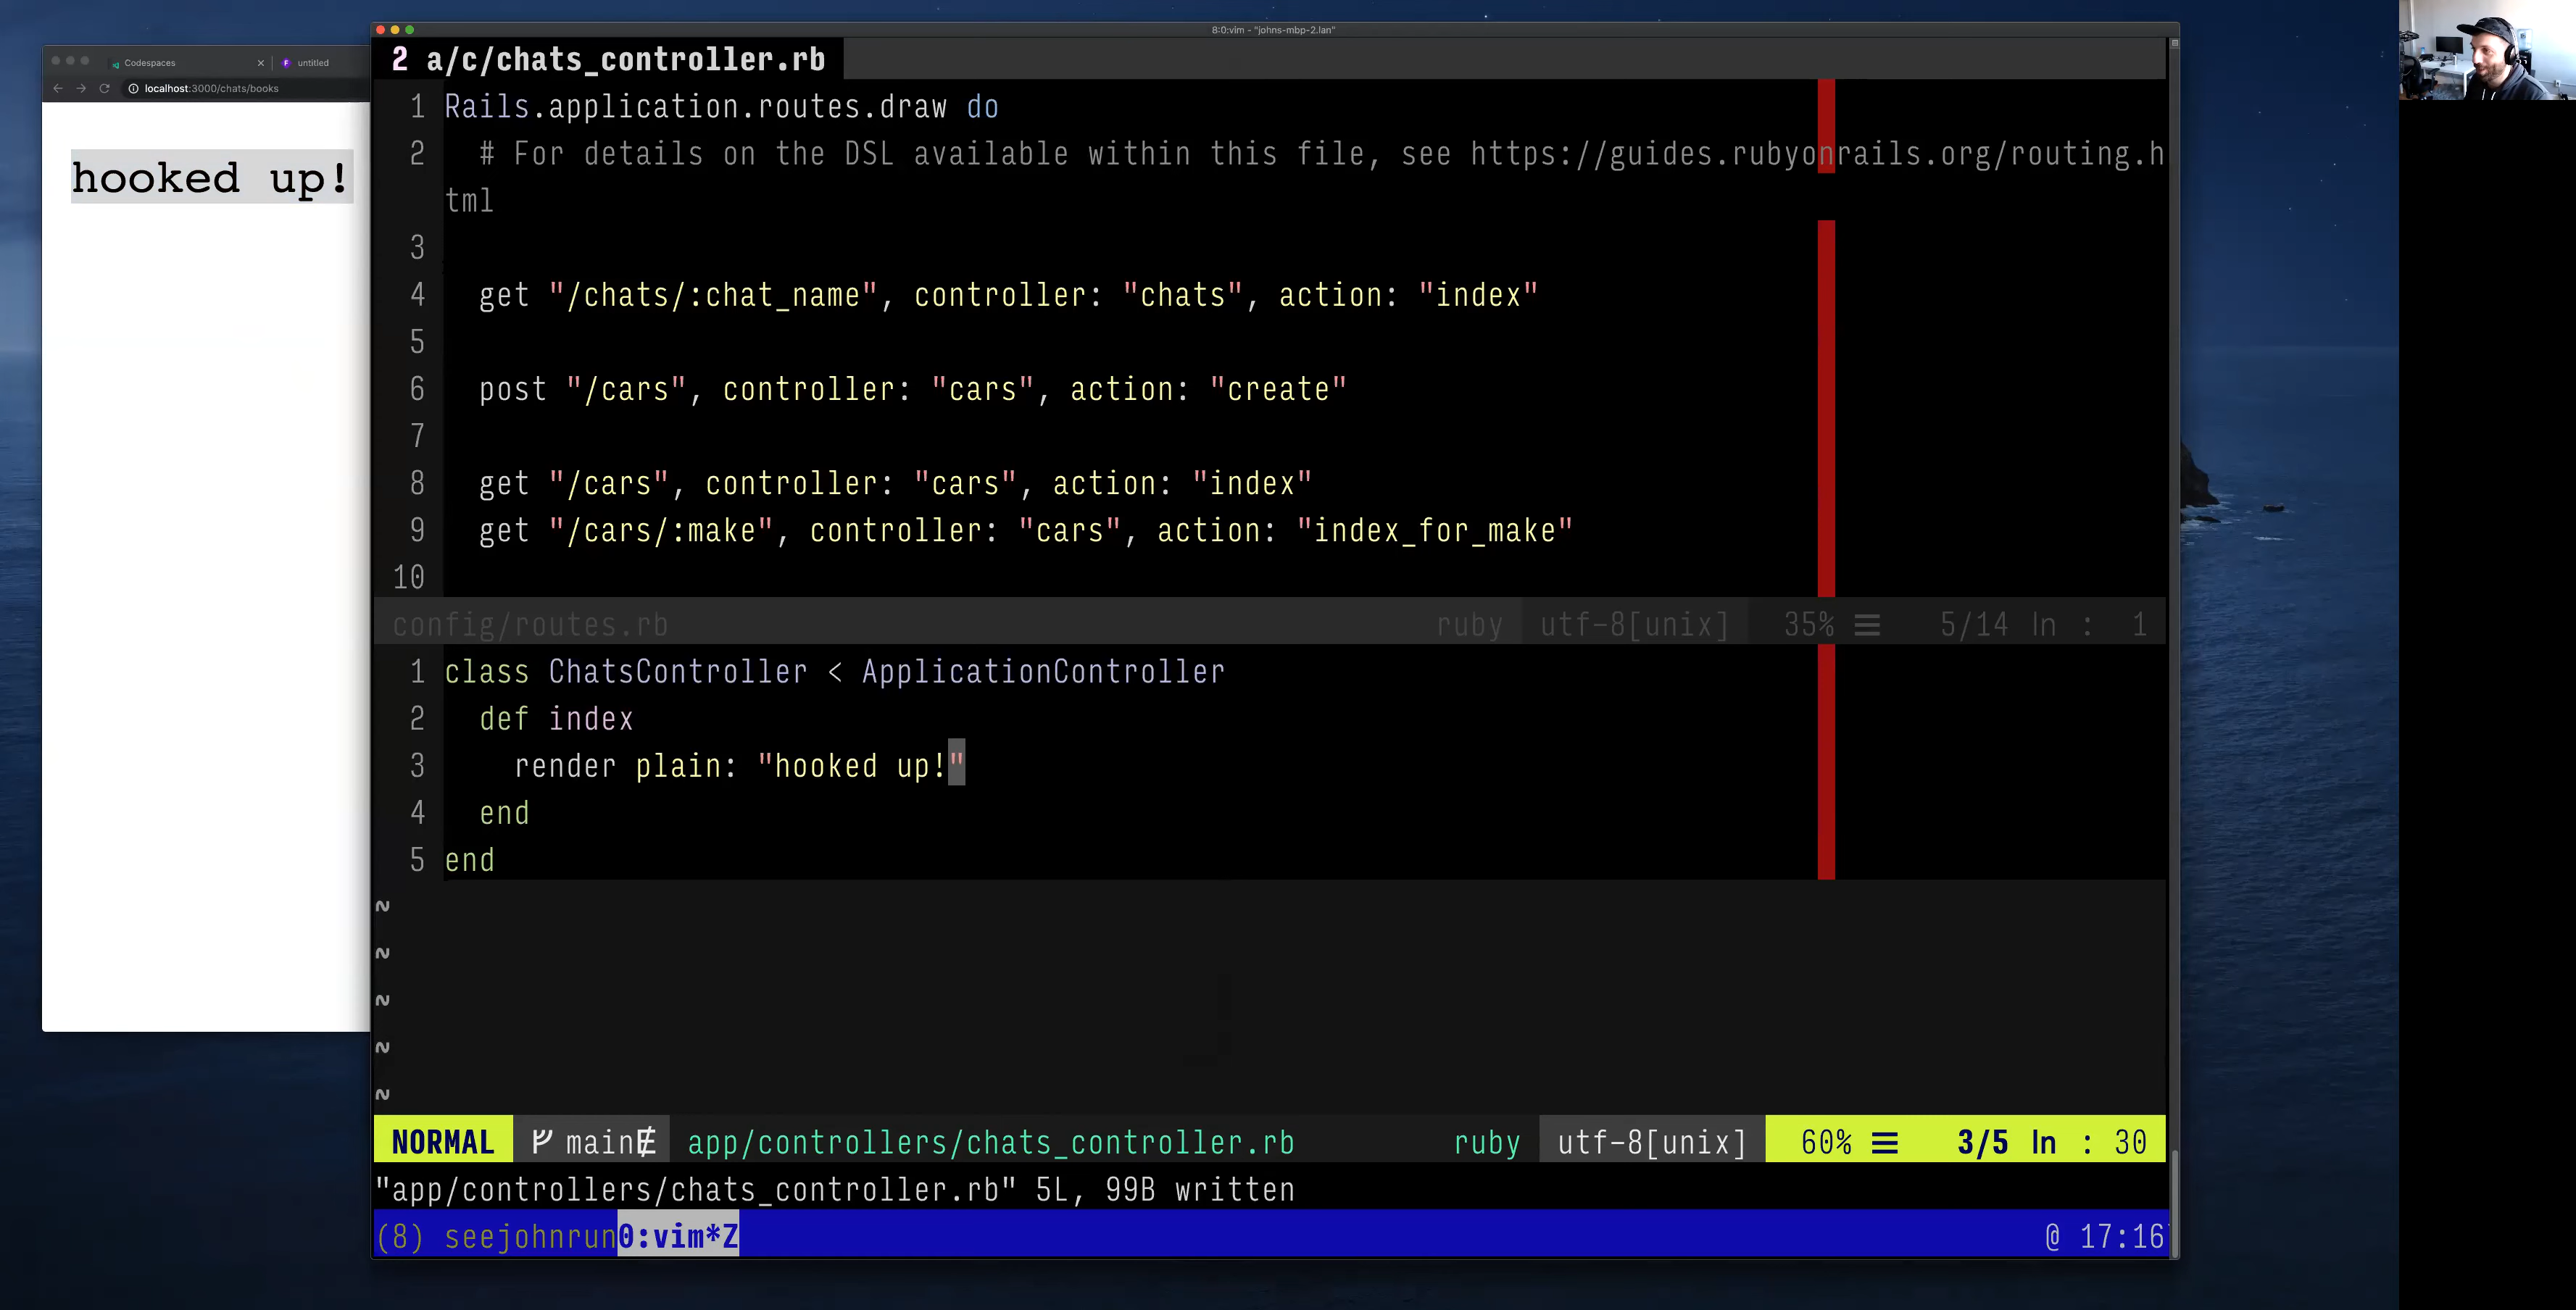 Codespaces
untitled
localhost:3000/chats/books
hooked up!
8:0:vim - "johns-mbp-2.lan"
2 a/c/chats_controller.rb
1 Rails.application.routes.draw do
2   # For details on the DSL available within this file, see https://guides.rubyonrails.org/routing.h
tml
3
4   get "/chats/:chat_name", controller: "chats", action: "index"
5
6   post "/cars", controller: "cars", action: "create"
7
8   get "/cars", controller: "cars", action: "index"
9   get "/cars/:make", controller: "cars", action: "index_for_make"
10
config/routes.rb ruby utf-8[unix] 35% ☰ 5/14 ln : 1
1 class ChatsController < ApplicationController
2   def index
3     render plain: "hooked up!"
4   end
5 end
~
~
~
~
~
NORMAL main app/controllers/chats_controller.rb ruby utf-8[unix] 60% ☰ 3/5 ln : 30
"app/controllers/chats_controller.rb" 5L, 99B written
(8) seejohnrun 0:vim*Z @ 17:16